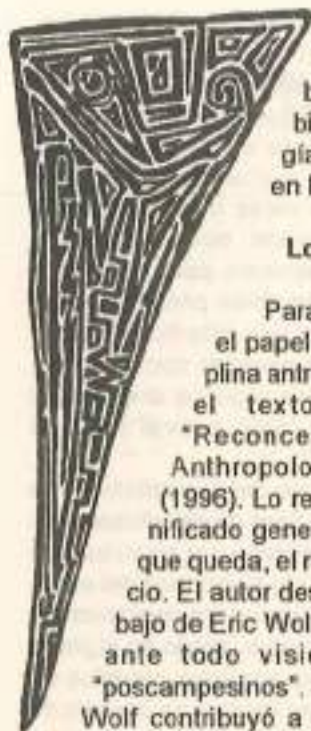 b
bi
gía
en l
Lo
Para
el papel
plina antr
el texto
"Reconce
Anthropolo
(1996). Lo re
nificado gene
que queda, el r
cio. El autor des
bajo de Eric Wol
ante todo visio
"poscampesinos".
Wolf contribuyó a